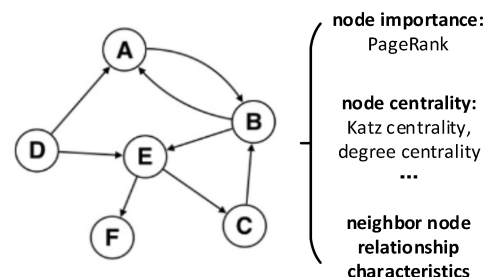 A
B
D
E
F
C
node importance:
PageRank
node centrality:
Katz centrality,
degree centrality
...
neighbor node
relationship
characteristics